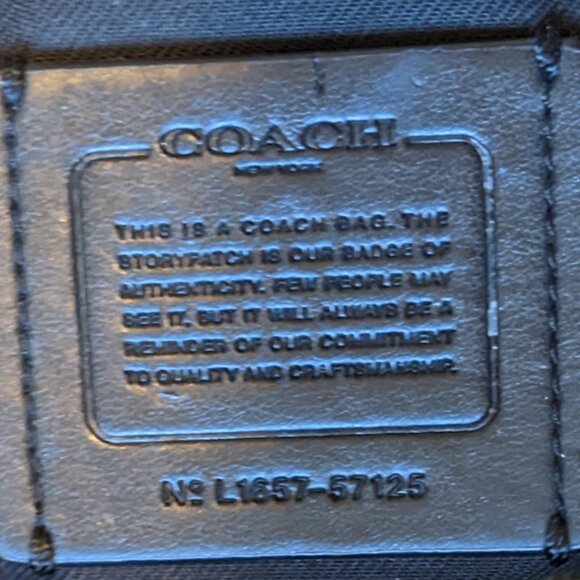 COACH
NEW YORK
THIS IS A COACH BAG. THE
STORYPATCH IS OUR BADGE OF
AUTHENTICITY. FEW PEOPLE MAY
SEE IT, BUT IT WILL ALWAYS BE A
REMINDER OF OUR COMMITMENT
TO QUALITY AND CRAFTSMANSHIP.
Nº L1657-57125